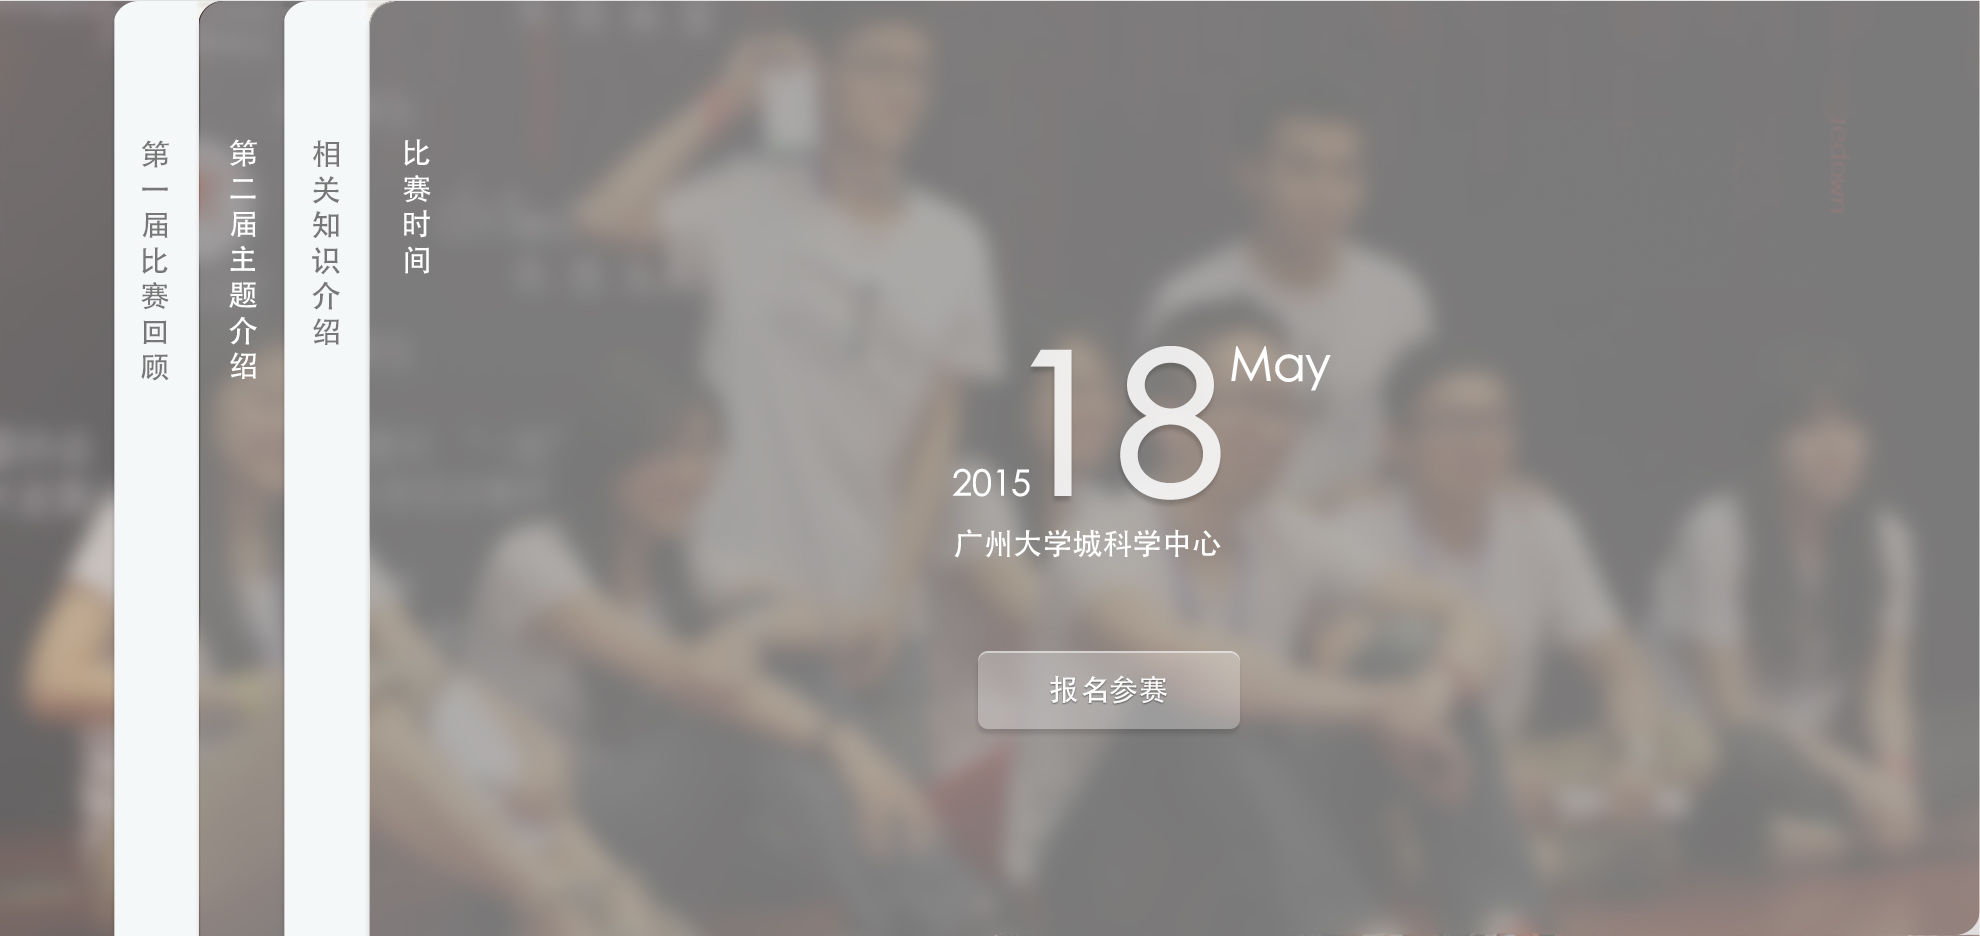 第一届比赛回顾
第二届主题介绍
相关知识介绍
比赛时间
2015 18 May
广州大学城科学中心
报名参赛